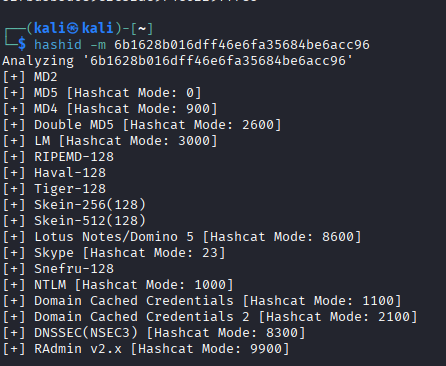 ┌──(kali㉿kali)-[~]
└─$ hashid -m 6b1628b016dff46e6fa35684be6acc96
Analyzing '6b1628b016dff46e6fa35684be6acc96'
[+] MD2
[+] MD5 [Hashcat Mode: 0]
[+] MD4 [Hashcat Mode: 900]
[+] Double MD5 [Hashcat Mode: 2600]
[+] LM [Hashcat Mode: 3000]
[+] RIPEMD-128
[+] Haval-128
[+] Tiger-128
[+] Skein-256(128)
[+] Skein-512(128)
[+] Lotus Notes/Domino 5 [Hashcat Mode: 8600]
[+] Skype [Hashcat Mode: 23]
[+] Snefru-128
[+] NTLM [Hashcat Mode: 1000]
[+] Domain Cached Credentials [Hashcat Mode: 1100]
[+] Domain Cached Credentials 2 [Hashcat Mode: 2100]
[+] DNSSEC(NSEC3) [Hashcat Mode: 8300]
[+] RAdmin v2.x [Hashcat Mode: 9900]